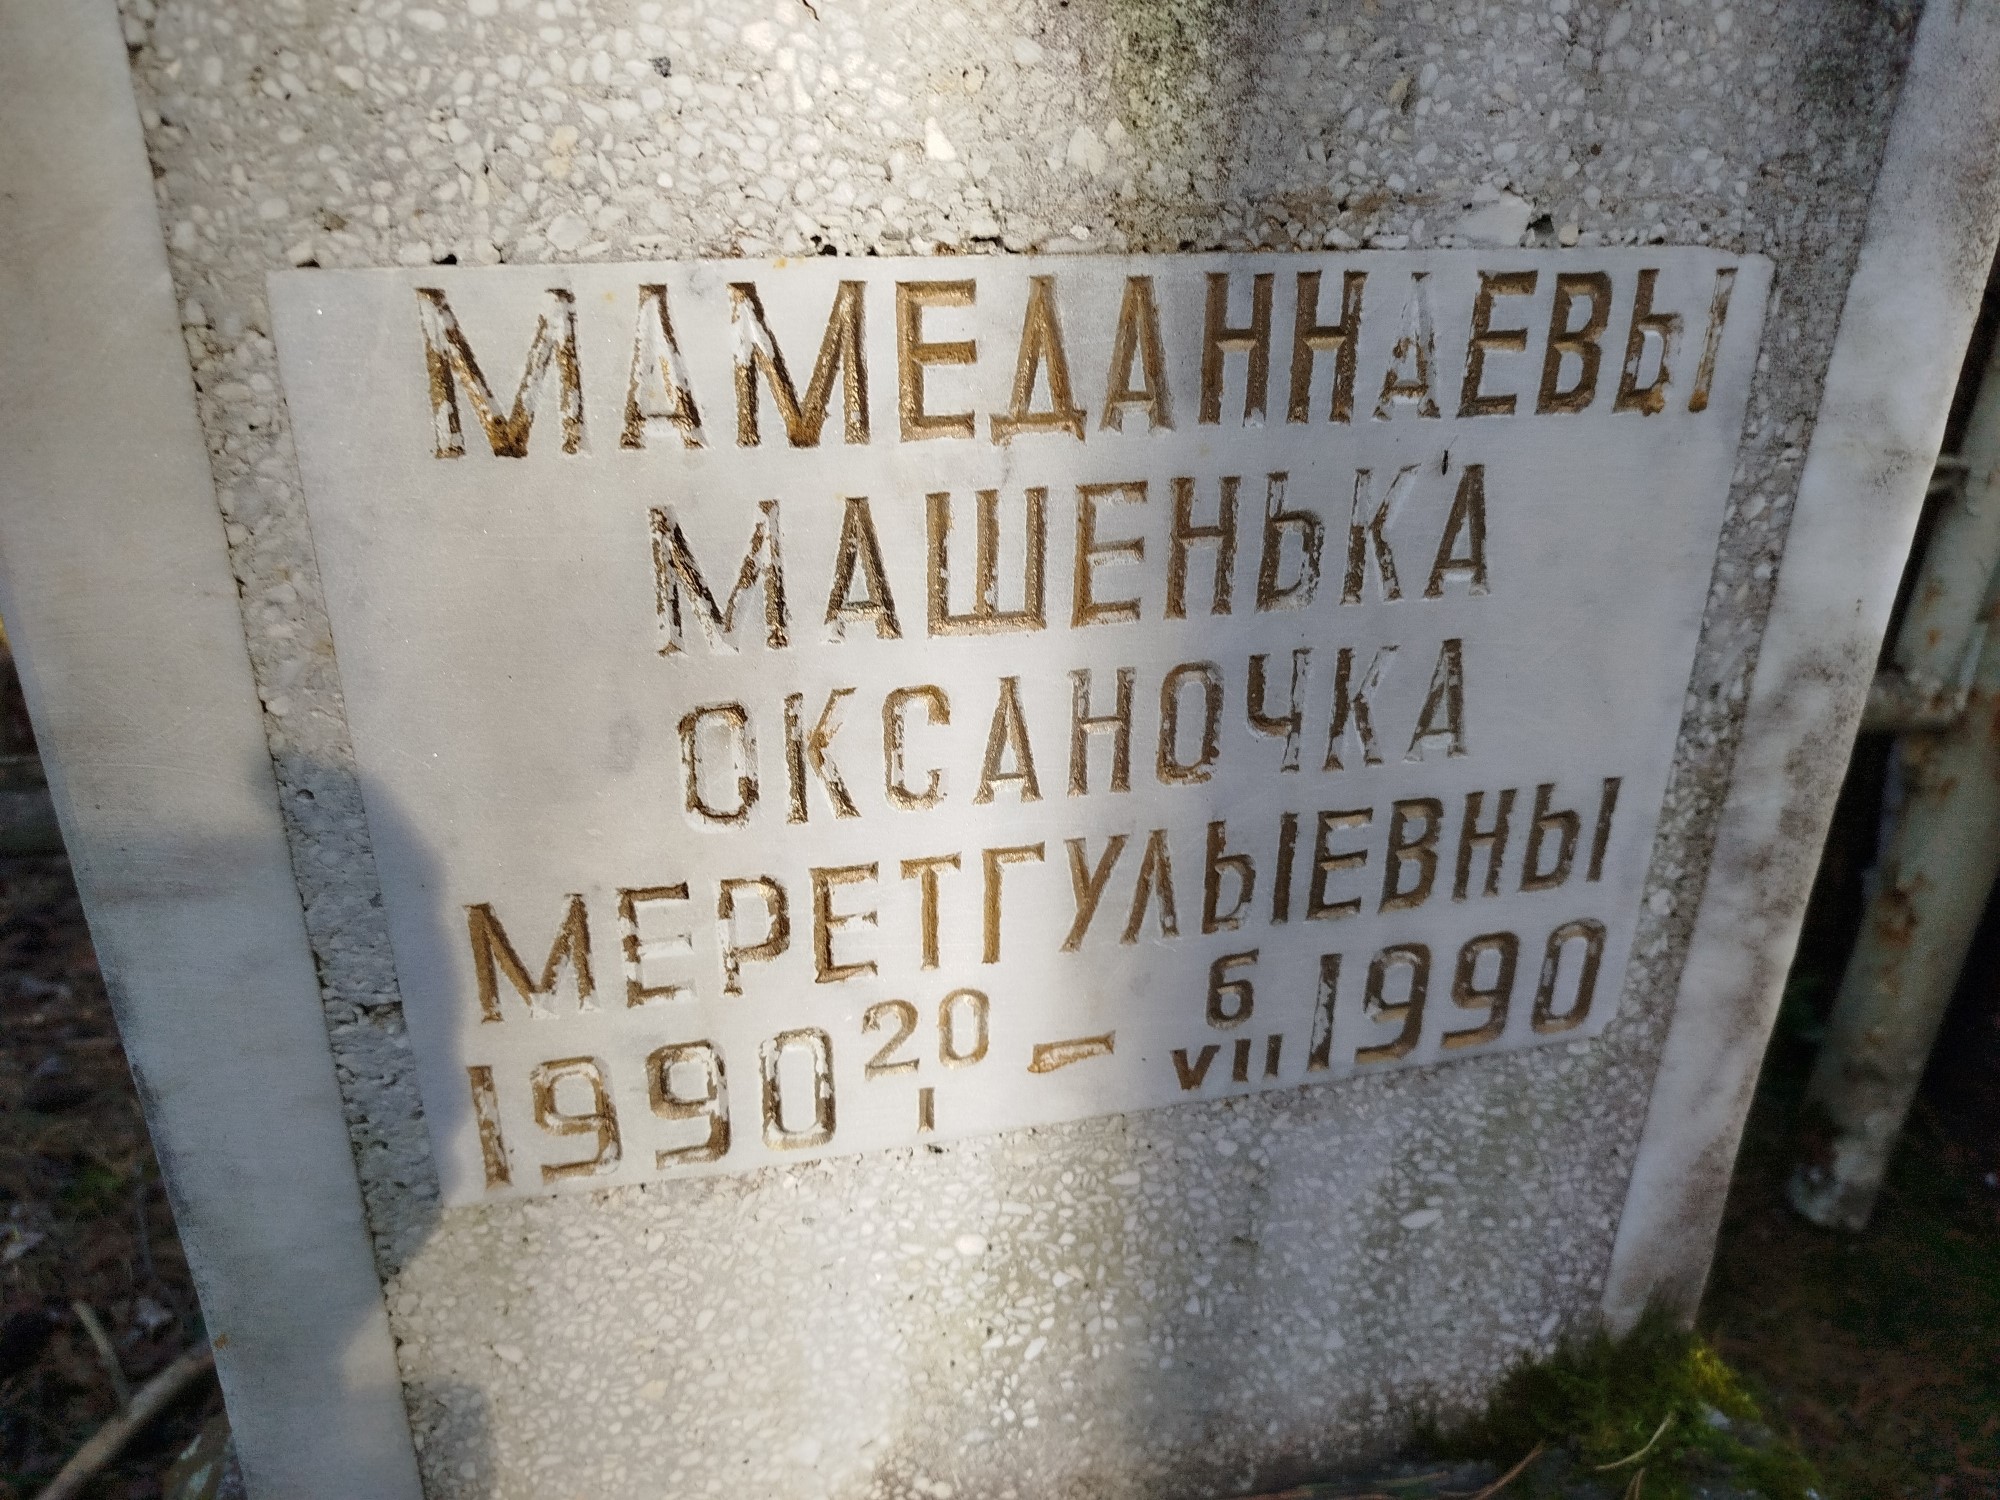 МАМЕДАННАЕВЫ
МАШЕНЬКА
ОКСАНОЧКА
МЕРЕТГУЛЫЕВНЫ
1990 20/I – 6/VII 1990